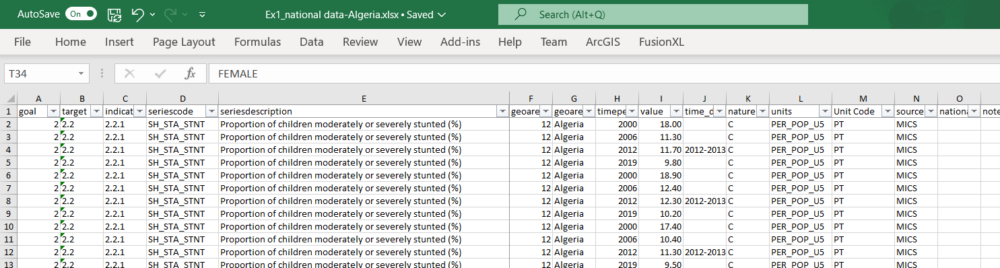 AutoSave On Ex1_national data-Algeria.xlsx • Saved Search (Alt+Q)
File Home Insert Page Layout Formulas Data Review View Add-ins Help Team ArcGIS FusionXL
T34 fx FEMALE
A B C D E F G H I J K L M N O
1 goal target indicat seriescode seriesdescription geoare geoare timepe value time_d nature units Unit Code source nationa note
2 2 2.2 2.2.1 SH_STA_STNT Proportion of children moderately or severely stunted (%) 12 Algeria 2000 18.00 C PER_POP_U5 PT MICS
3 2 2.2 2.2.1 SH_STA_STNT Proportion of children moderately or severely stunted (%) 12 Algeria 2006 11.30 C PER_POP_U5 PT MICS
4 2 2.2 2.2.1 SH_STA_STNT Proportion of children moderately or severely stunted (%) 12 Algeria 2012 11.70 2012-2013 C PER_POP_U5 PT MICS
5 2 2.2 2.2.1 SH_STA_STNT Proportion of children moderately or severely stunted (%) 12 Algeria 2019 9.80 C PER_POP_U5 PT MICS
6 2 2.2 2.2.1 SH_STA_STNT Proportion of children moderately or severely stunted (%) 12 Algeria 2000 18.90 C PER_POP_U5 PT MICS
7 2 2.2 2.2.1 SH_STA_STNT Proportion of children moderately or severely stunted (%) 12 Algeria 2006 12.40 C PER_POP_U5 PT MICS
8 2 2.2 2.2.1 SH_STA_STNT Proportion of children moderately or severely stunted (%) 12 Algeria 2012 12.30 2012-2013 C PER_POP_U5 PT MICS
9 2 2.2 2.2.1 SH_STA_STNT Proportion of children moderately or severely stunted (%) 12 Algeria 2019 10.20 C PER_POP_U5 PT MICS
10 2 2.2 2.2.1 SH_STA_STNT Proportion of children moderately or severely stunted (%) 12 Algeria 2000 17.40 C PER_POP_U5 PT MICS
11 2 2.2 2.2.1 SH_STA_STNT Proportion of children moderately or severely stunted (%) 12 Algeria 2006 10.40 C PER_POP_U5 PT MICS
12 2 2.2 2.2.1 SH_STA_STNT Proportion of children moderately or severely stunted (%) 12 Algeria 2012 11.30 2012-2013 C PER_POP_U5 PT MICS
13 2 2.2 2.2.1 SH_STA_STNT Proportion of children moderately or severely stunted (%) 12 Algeria 2019 9.50 C PER_POP_U5 PT MICS